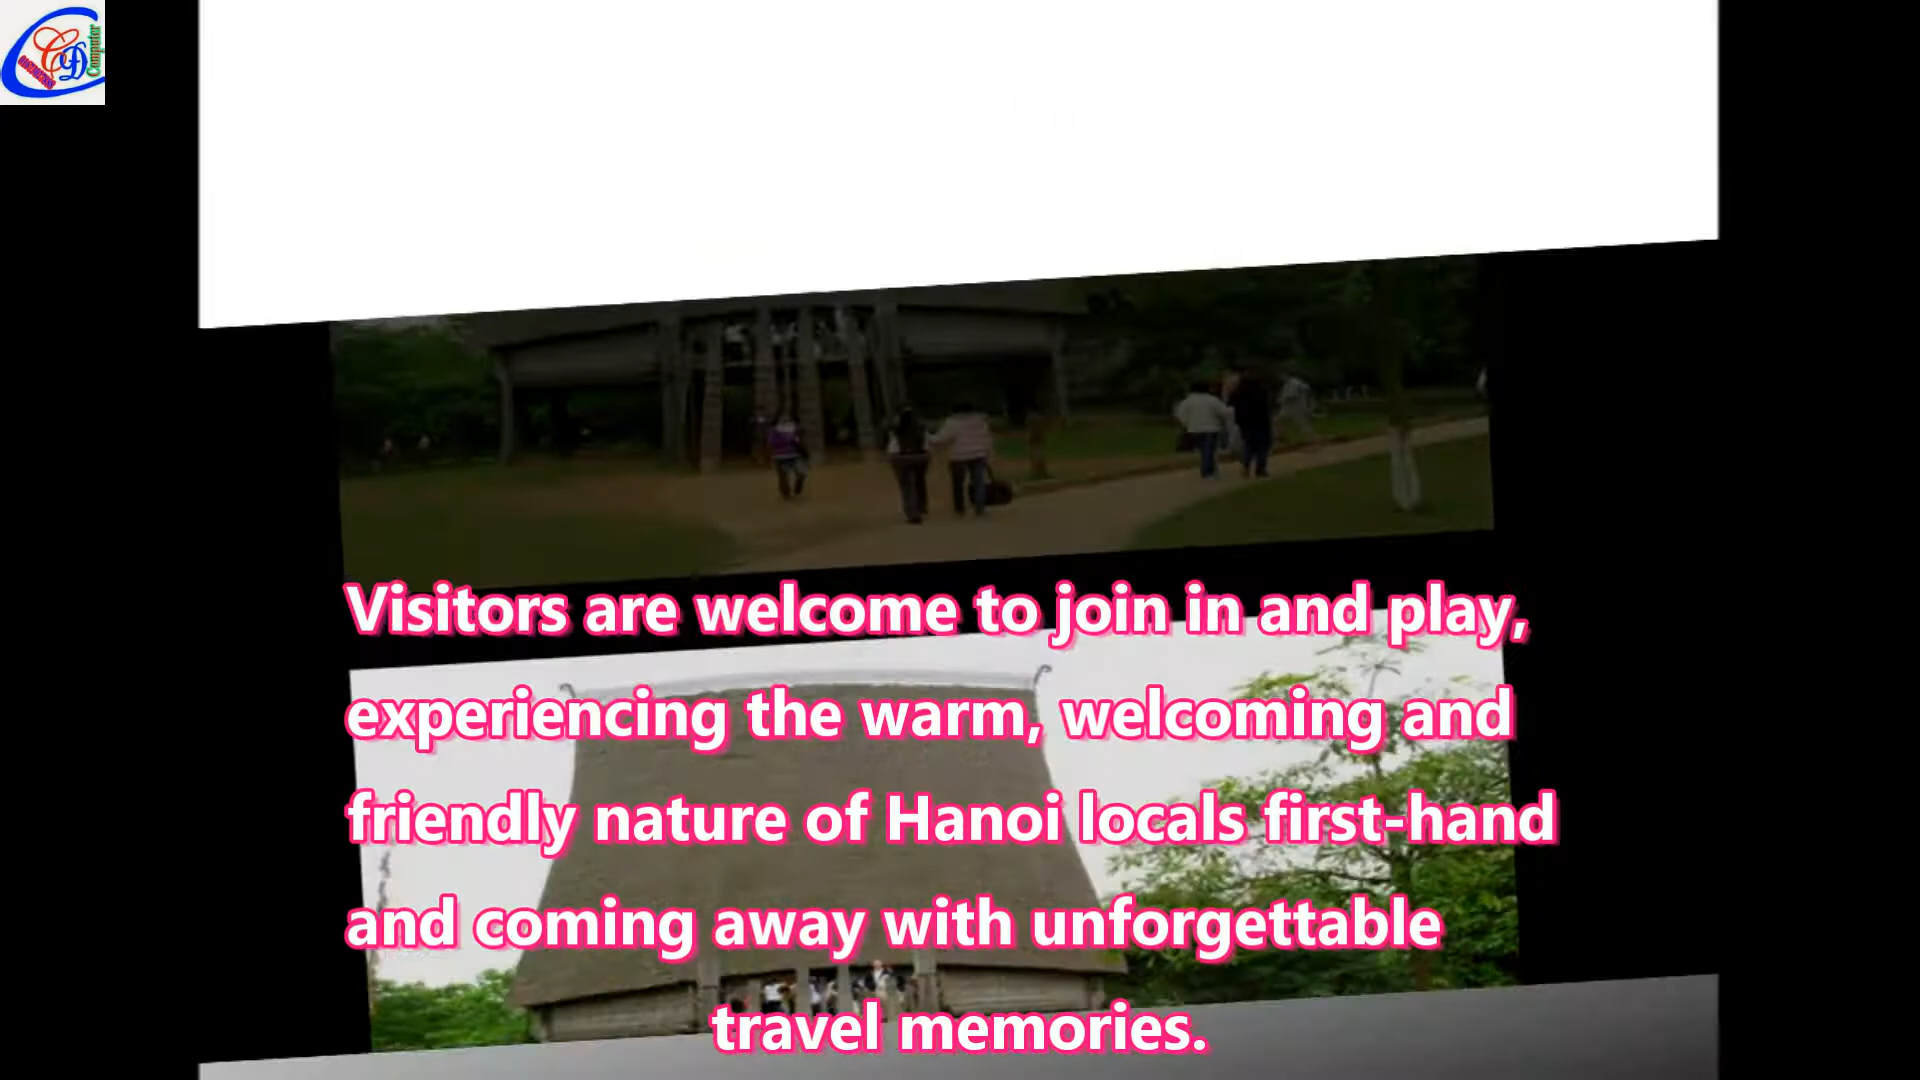 Computer
Visitors are welcome to join in and play,
experiencing the warm, welcoming and
friendly nature of Hanoi locals first-hand
and coming away with unforgettable
travel memories.